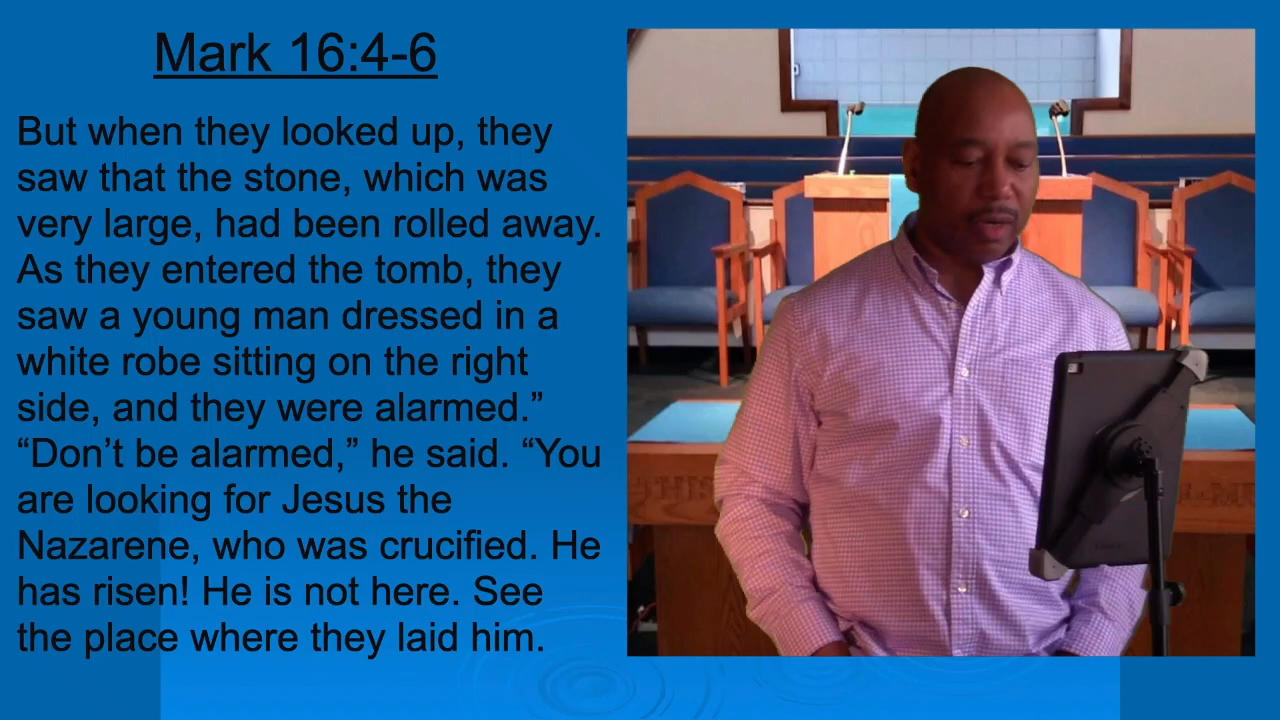 Mark 16:4-6
But when they looked up, they
saw that the stone, which was
very large, had been rolled away.
As they entered the tomb, they
saw a young man dressed in a
white robe sitting on the right
side, and they were alarmed.”
“Don’t be alarmed,” he said. “You
are looking for Jesus the
Nazarene, who was crucified. He
has risen! He is not here. See
the place where they laid him.
THIS